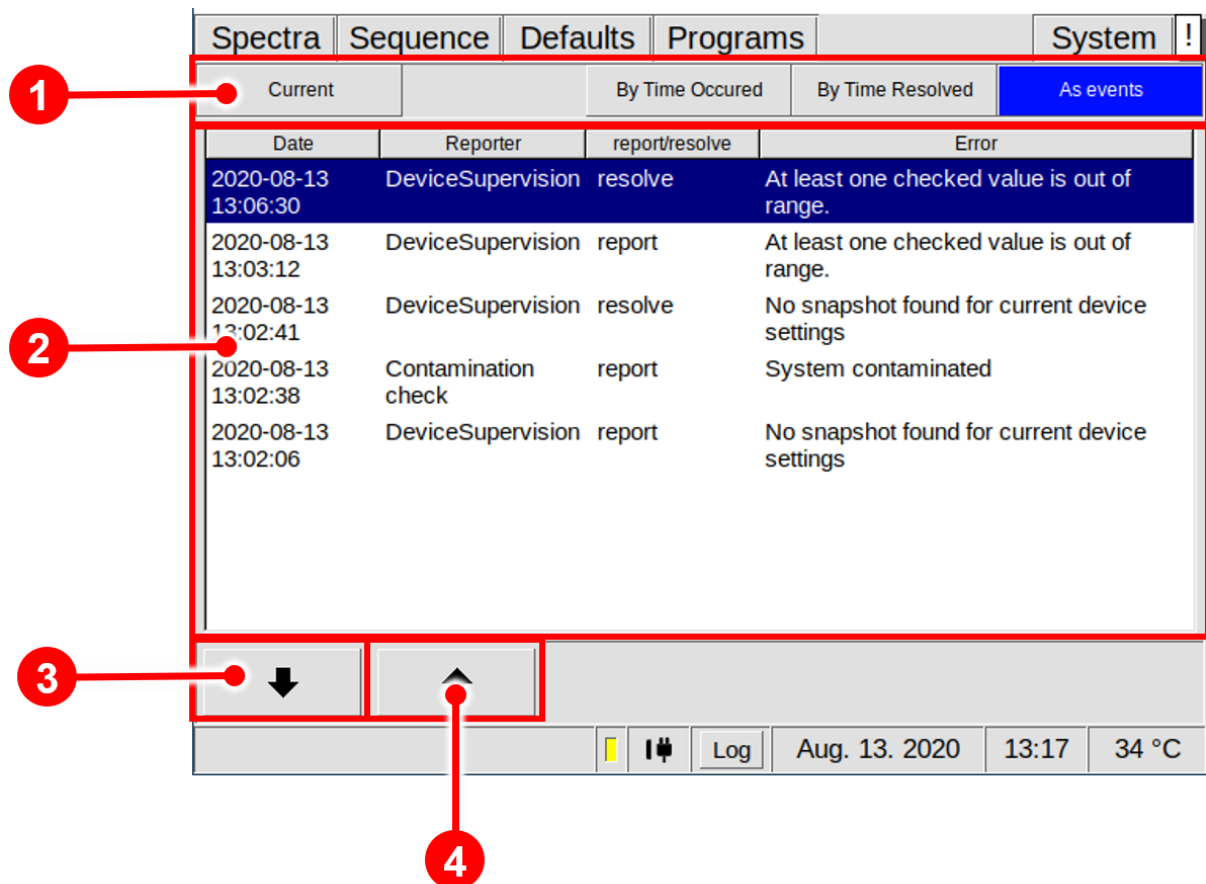 Spectra Sequence Defaults Programs System !
1
Current By Time Occured By Time Resolved As events
Date Reporter report/resolve Error
2020-08-13 DeviceSupervision resolve At least one checked value is out of
13:06:30 range.
2020-08-13 DeviceSupervision report At least one checked value is out of
13:03:12 range.
2020-08-13 DeviceSupervision resolve No snapshot found for current device
13:02:41 settings
2
2020-08-13 Contamination report System contaminated
13:02:38 check
2020-08-13 DeviceSupervision report No snapshot found for current device
13:02:06 settings
3
Log Aug. 13. 2020 13:17 34 °C
4